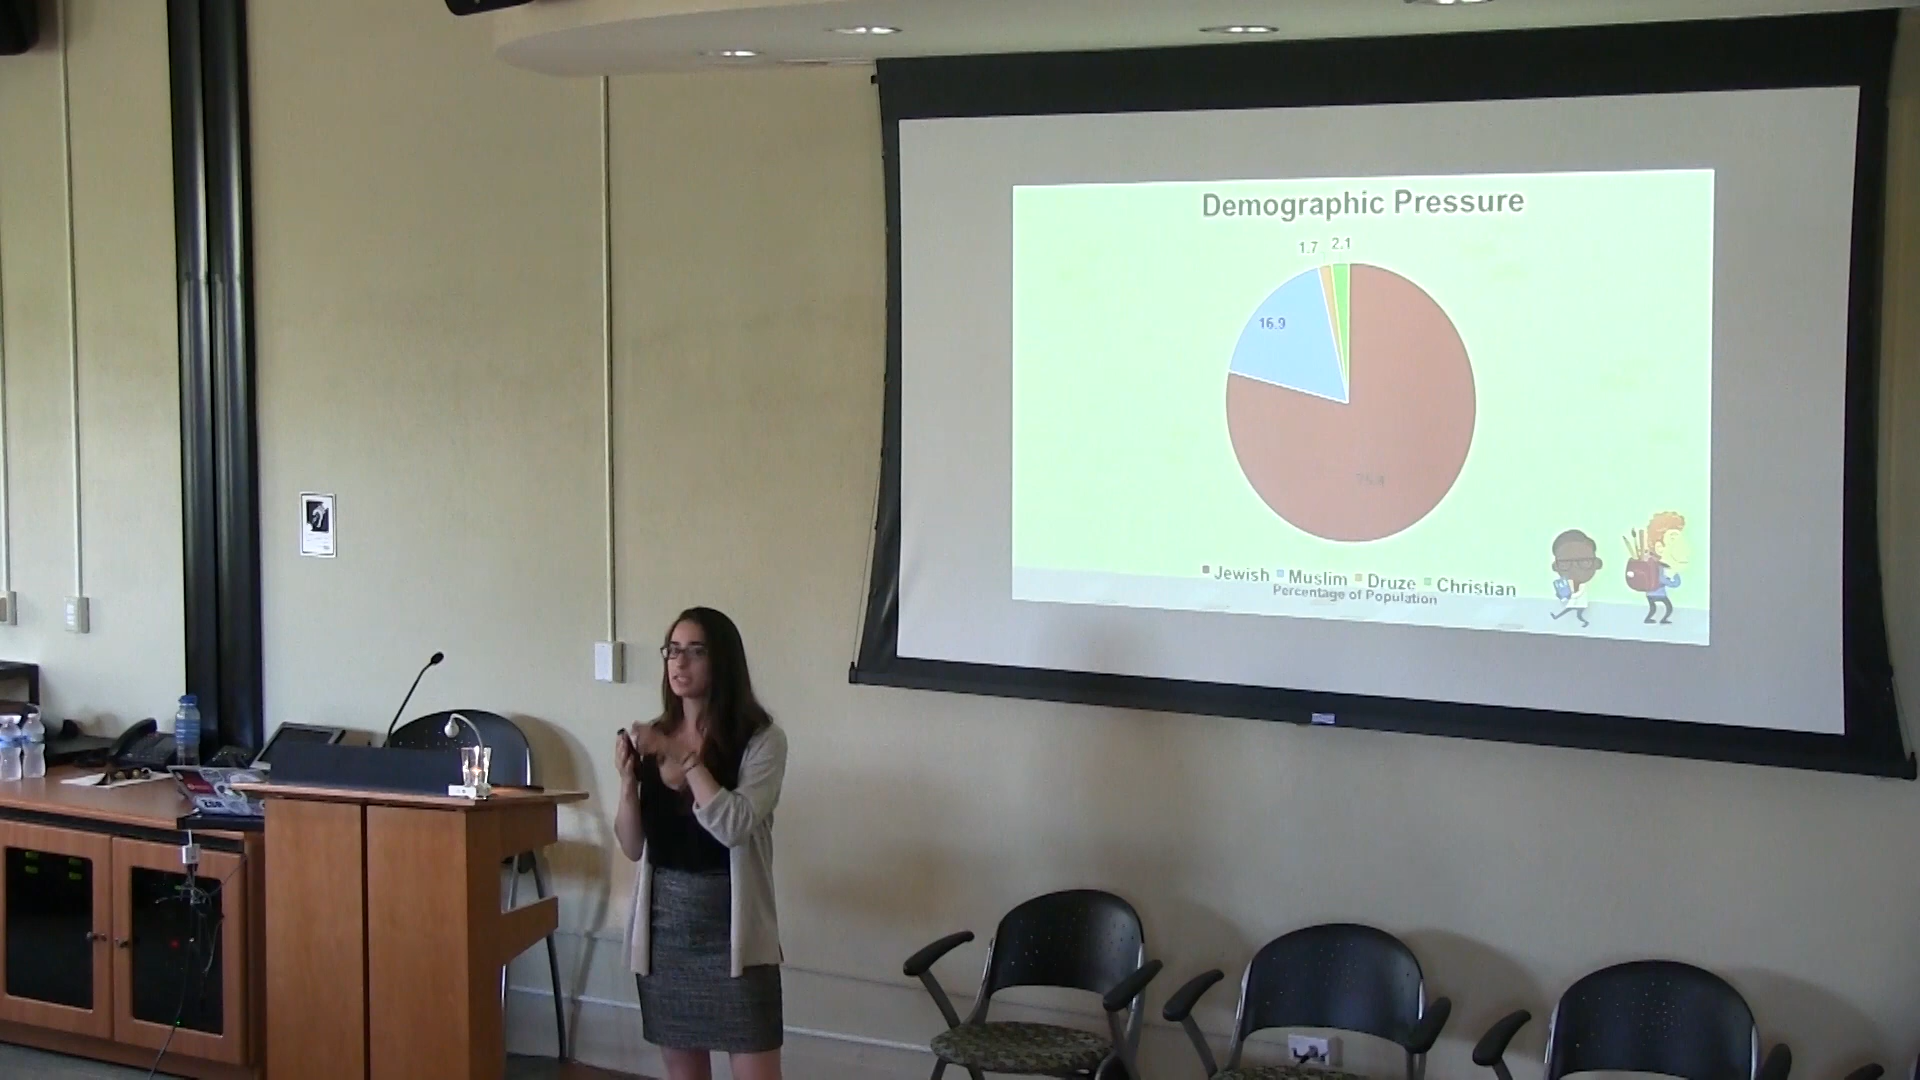 Demographic Pressure
1.7 2.1
16.9
Jewish Muslim Druze Christian
Percentage of Population